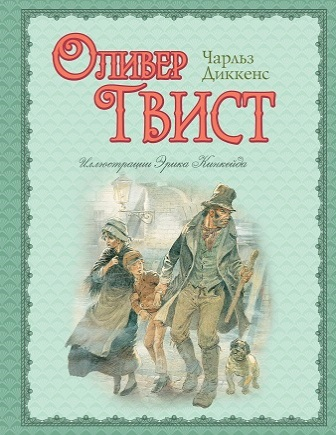 Оливер
Чарльз
Диккенс
Твист
Иллюстрации Эрика Кинкейда